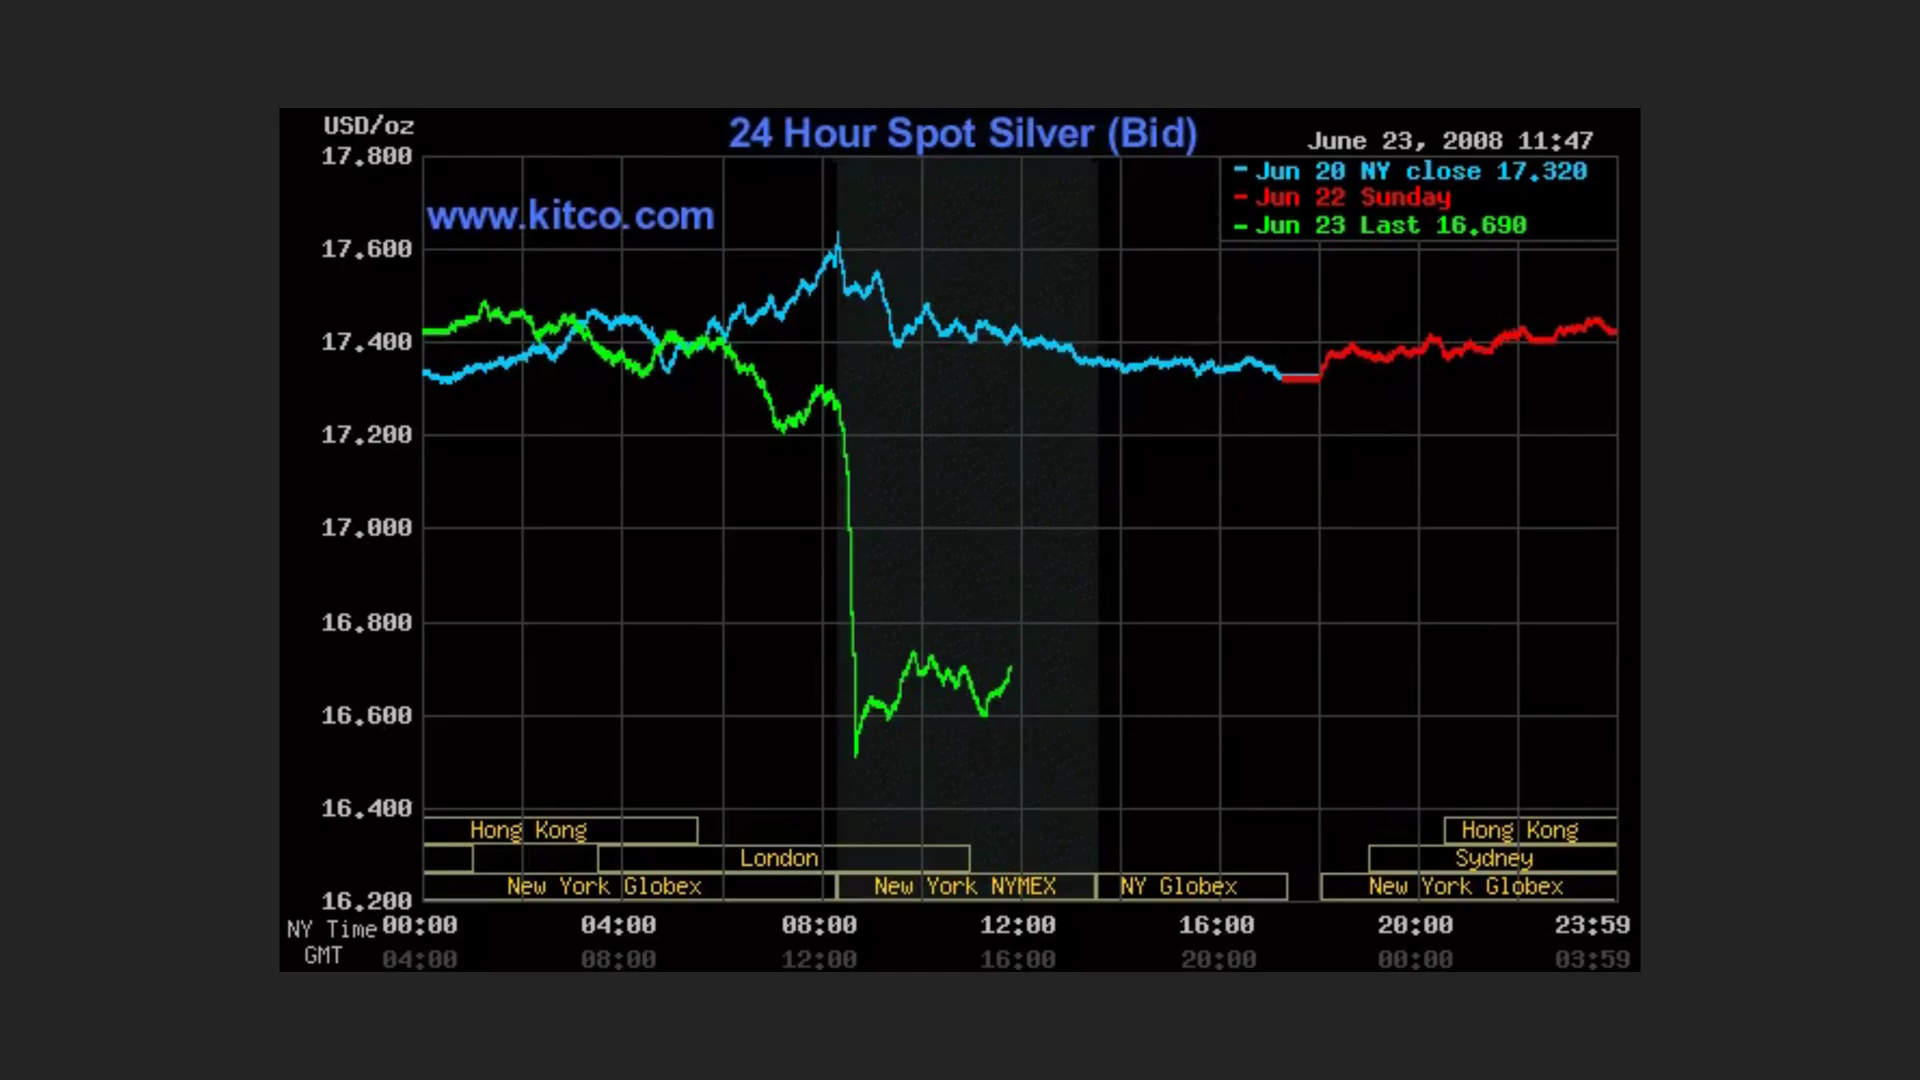 USD/oz
24 Hour Spot Silver (Bid)
June 23, 2008 11:47
17.800
Jun 20 NY close 17.320
Jun 22 Sunday
www.kitco.com
Jun 23 Last 16.690
17.600
17.400
17.200
17.000
16.800
16.600
16.400
Hong Kong
Hong Kong
London
Sydney
New York Globex
New York NYMEX
NY Globex
New York Globex
16.200
NY Time 00:00 04:00 08:00 12:00 16:00 20:00 23:59
GMT 04:00 08:00 12:00 16:00 20:00 00:00 03:59